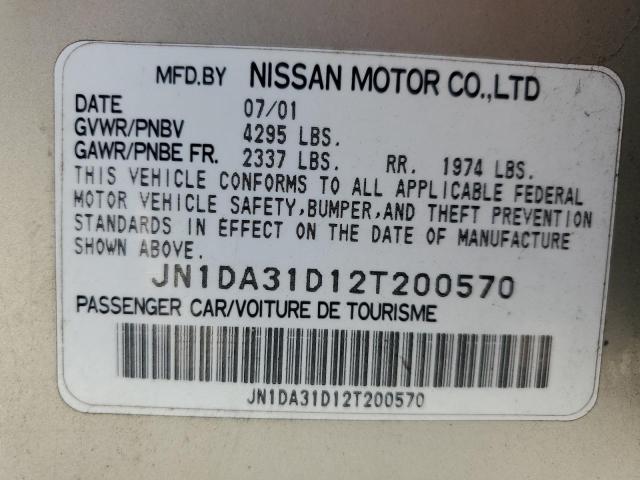 MFD.BY NISSAN MOTOR CO.,LTD
DATE 07/01
GVWR/PNBV 4295 LBS.
GAWR/PNBE FR. 2337 LBS. RR. 1974 LBS.
THIS VEHICLE CONFORMS TO ALL APPLICABLE FEDERAL
MOTOR VEHICLE SAFETY,BUMPER,AND THEFT PREVENTION
STANDARDS IN EFFECT ON THE DATE OF MANUFACTURE
SHOWN ABOVE.
JN1DA31D12T200570
PASSENGER CAR/VOITURE DE TOURISME
JN1DA31D12T200570